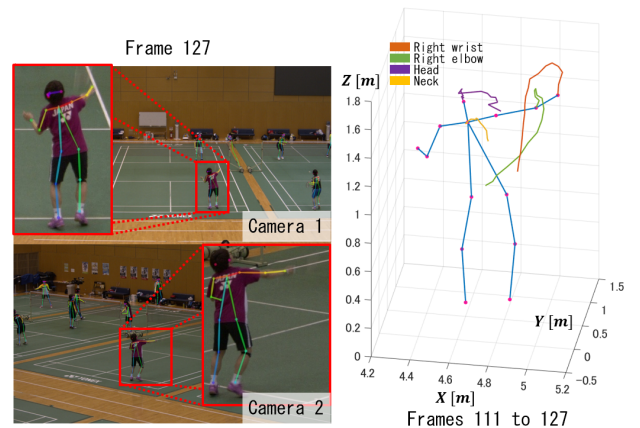 Frame 127
JAPAN
Camera 1
JAPAN
Camera 2
Right wrist
Right elbow
Head
Neck
Z [m]
1.8
1.6
1.4
1.2
1
0.8
0.6
0.4
0.2
0
4.2
4.4
4.6
4.8
5
5.2
X [m]
-0.5
0
0.5
1
1.5
Y [m]
Frames 111 to 127